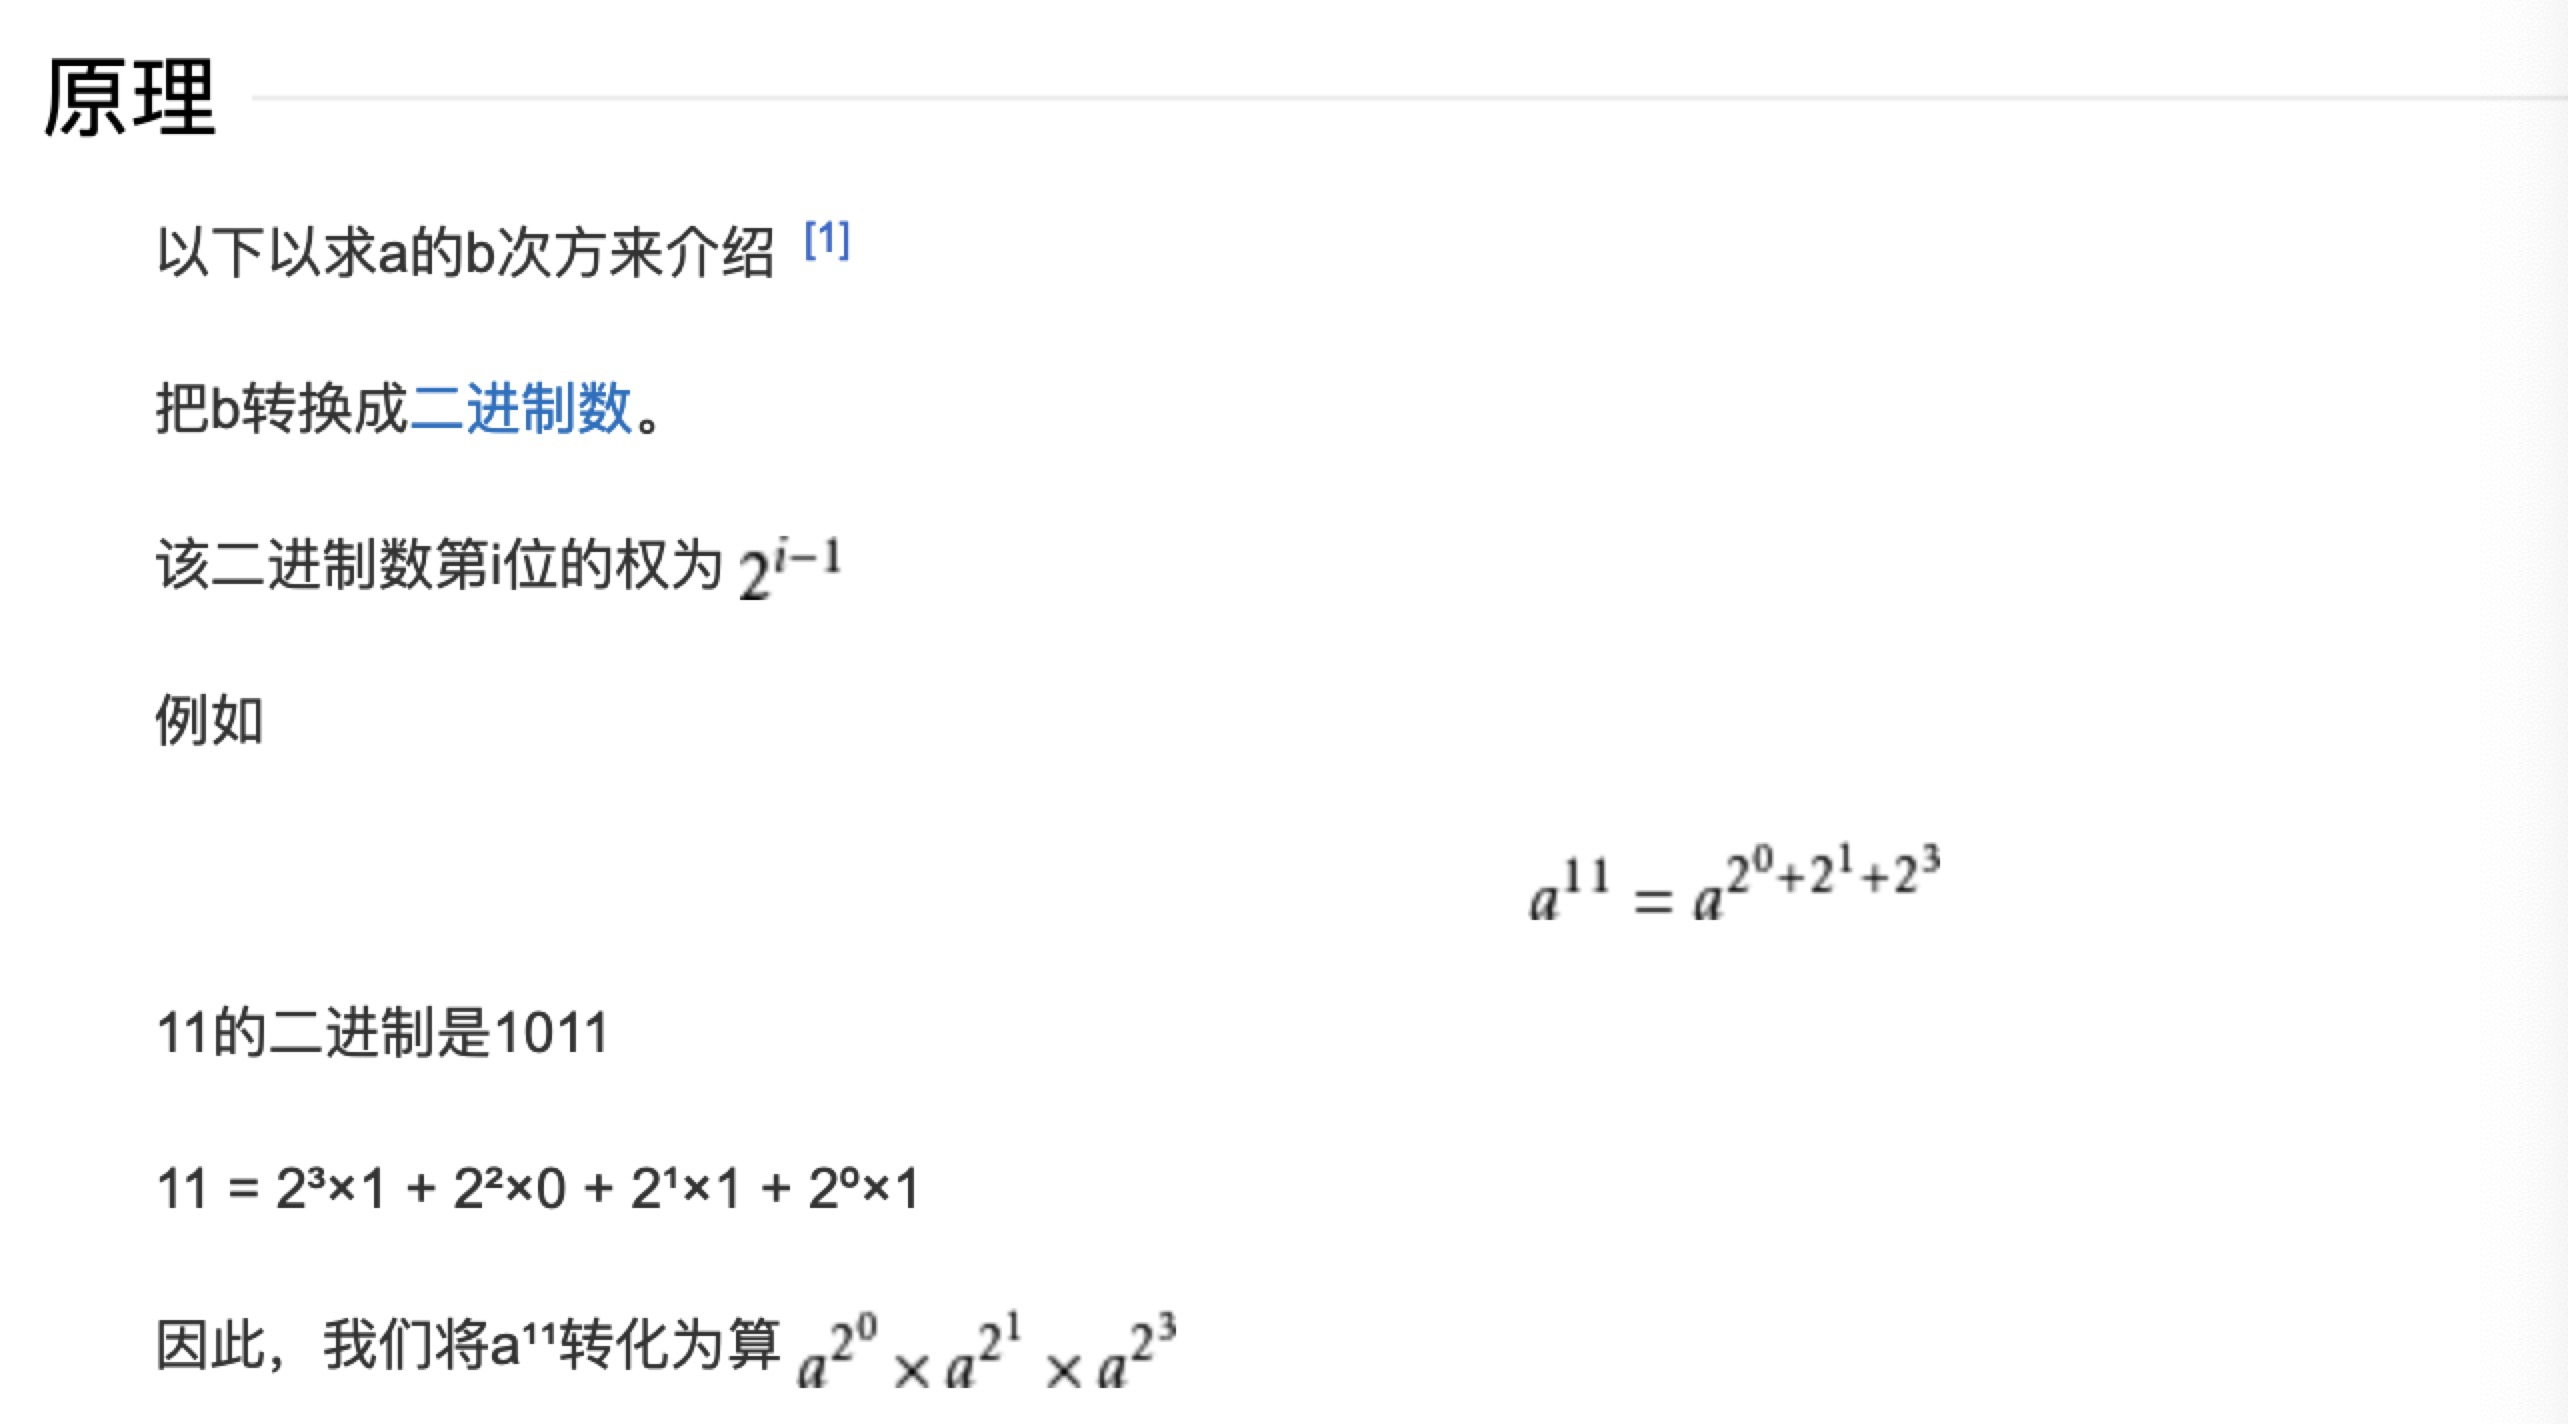 原理
以下以求a的b次方来介绍 [1]
把b转换成二进制数。
该二进制数第i位的权为 2^{i-1}
例如
a^{11} = a^{2^0+2^1+2^3}
11的二进制是1011
11 = 2³×1 + 2²×0 + 2¹×1 + 2º×1
因此，我们将a¹¹转化为算 a^{2^0} × a^{2^1} × a^{2^3}